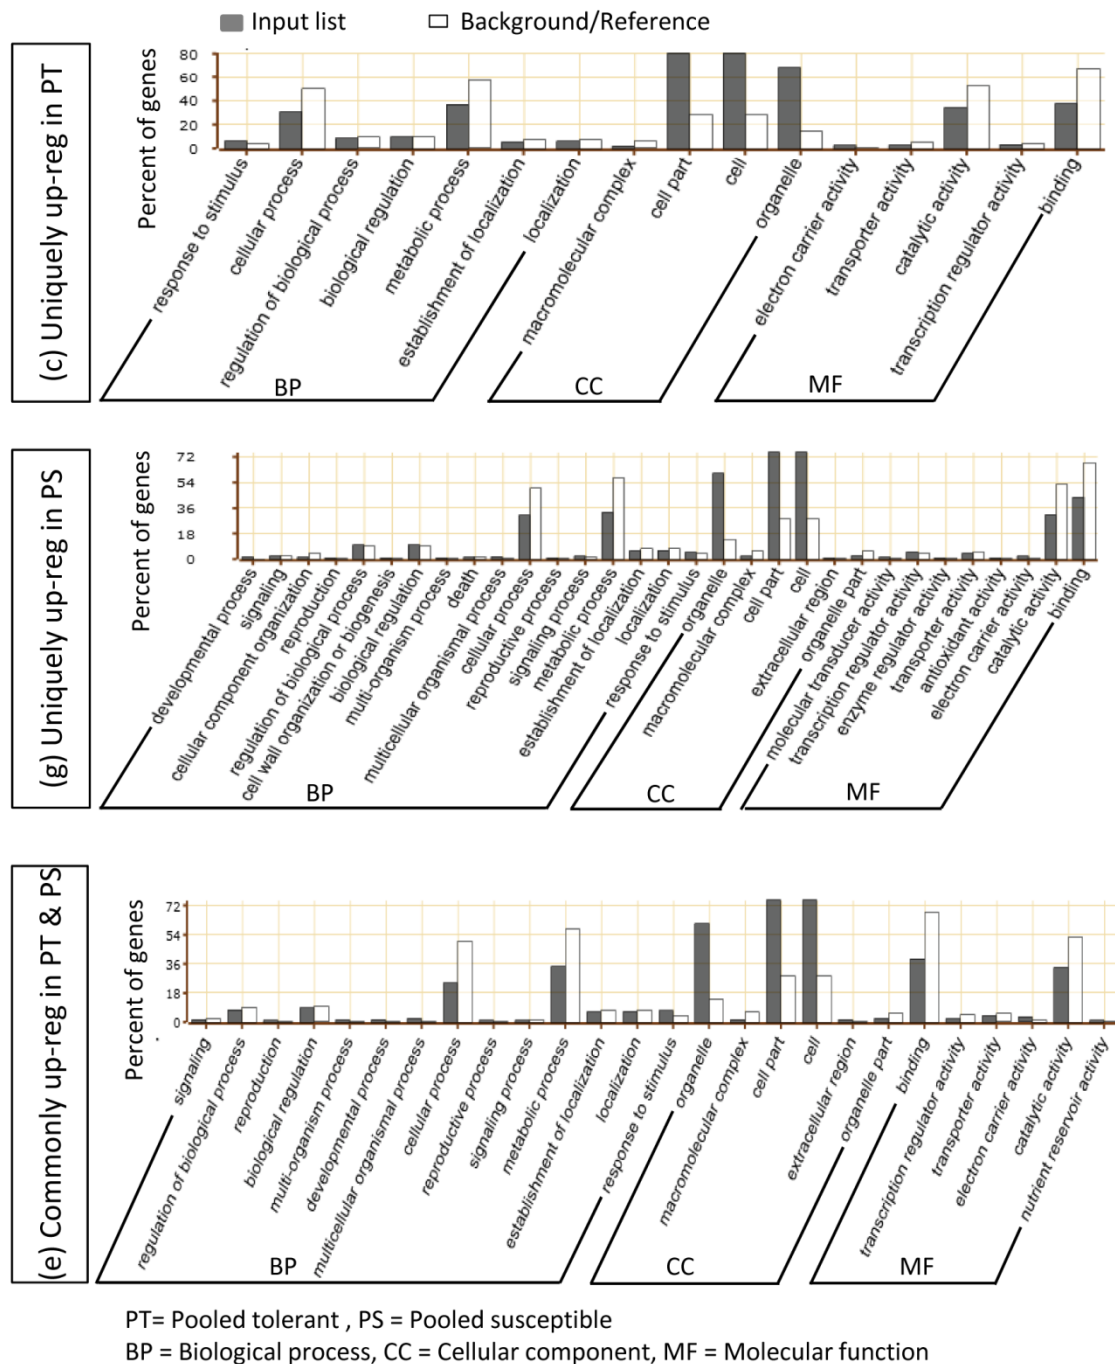 Input list
Background/Reference
(c) Uniquely up-reg in PT
Percent of genes
80
60
40
20
0
response to stimulus
cellular process
regulation of biological process
biological regulation
metabolic process
establishment of localization
localization
macromolecular complex
cell part
cell
organelle
electron carrier activity
transporter activity
catalytic activity
transcription regulator activity
binding
BP
CC
MF
(g) Uniquely up-reg in PS
Percent of genes
72
54
36
18
0
developmental process
signaling
cellular component organization
reproduction
regulation of biological process
cell wall organization or biogenesis
biological regulation
multi-organism process
death
multicellular organismal process
cellular process
reproductive process
signaling process
metabolic process
establishment of localization
localization
response to stimulus
organelle
macromolecular complex
cell part
cell
extracellular region
organelle part
molecular transducer activity
transcription regulator activity
enzyme regulator activity
transporter activity
antioxidant activity
electron carrier activity
catalytic activity
binding
BP
CC
MF
(e) Commonly up-reg in PT & PS
Percent of genes
72
54
36
18
0
signaling
regulation of biological process
reproduction
biological regulation
multi-organism process
developmental process
multicellular organismal process
cellular process
reproductive process
signaling process
metabolic process
establishment of localization
localization
response to stimulus
organelle
macromolecular complex
cell part
cell
extracellular region
organelle part
binding
transcription regulator activity
transporter activity
electron carrier activity
catalytic activity
nutrient reservoir activity
BP
CC
MF
PT= Pooled tolerant , PS = Pooled susceptible
BP = Biological process, CC = Cellular component, MF = Molecular function